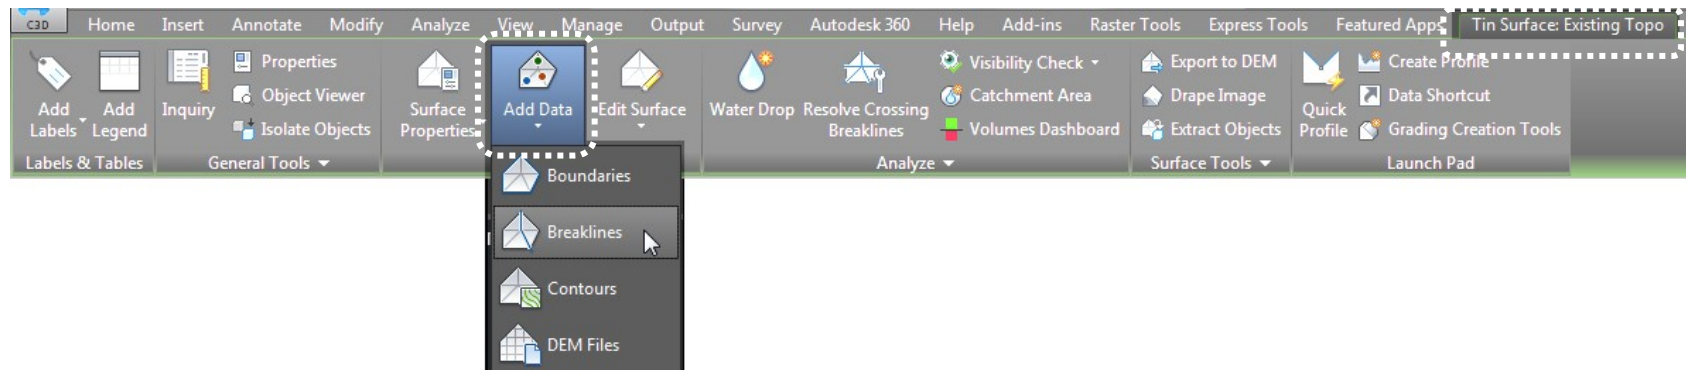 C3D Home Insert Annotate Modify Analyze View Manage Output Survey Autodesk 360 Help Add-ins Raster Tools Express Tools Featured Apps Tin Surface: Existing Topo
Add Labels
Add Legend
Labels & Tables
Inquiry
Properties
Object Viewer
Isolate Objects
General Tools
Surface Properties
Add Data
Edit Surface
Water Drop
Resolve Crossing Breaklines
Visibility Check
Catchment Area
Volumes Dashboard
Analyze
Export to DEM
Drape Image
Extract Objects
Surface Tools
Quick Profile
Create Profile
Data Shortcut
Grading Creation Tools
Launch Pad
Boundaries
Breaklines
Contours
DEM Files